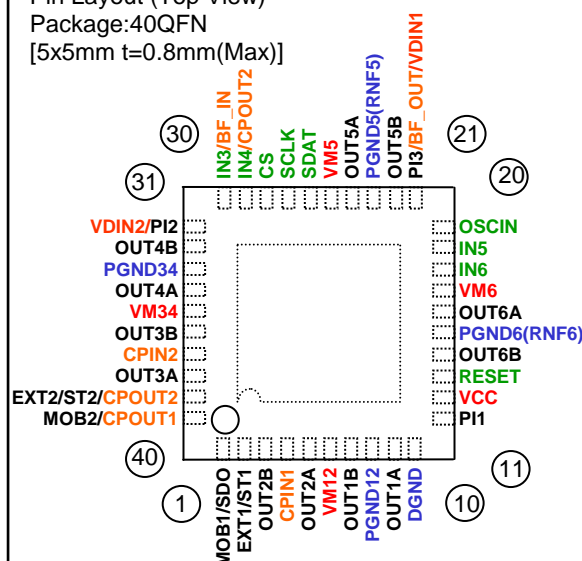 Pin Layout (Top View)
Package:40QFN
[5x5mm t=0.8mm(Max)]
30
IN3/BF_IN
IN4/CPOUT2
CS
SCLK
SDAT
VM5
OUT5A
PGND5(RNF5)
OUT5B
PI3/BF_OUT/VDIN1
21
31
20
VDIN2/PI2
OUT4B
PGND34
OUT4A
VM34
OUT3B
CPIN2
OUT3A
EXT2/ST2/CPOUT2
MOB2/CPOUT1
OSCIN
IN5
IN6
VM6
OUT6A
PGND6(RNF6)
OUT6B
RESET
VCC
PI1
40
11
1
MOB1/SDO
EXT1/ST1
OUT2B
CPIN1
OUT2A
VM12
OUT1B
PGND12
OUT1A
DGND
10